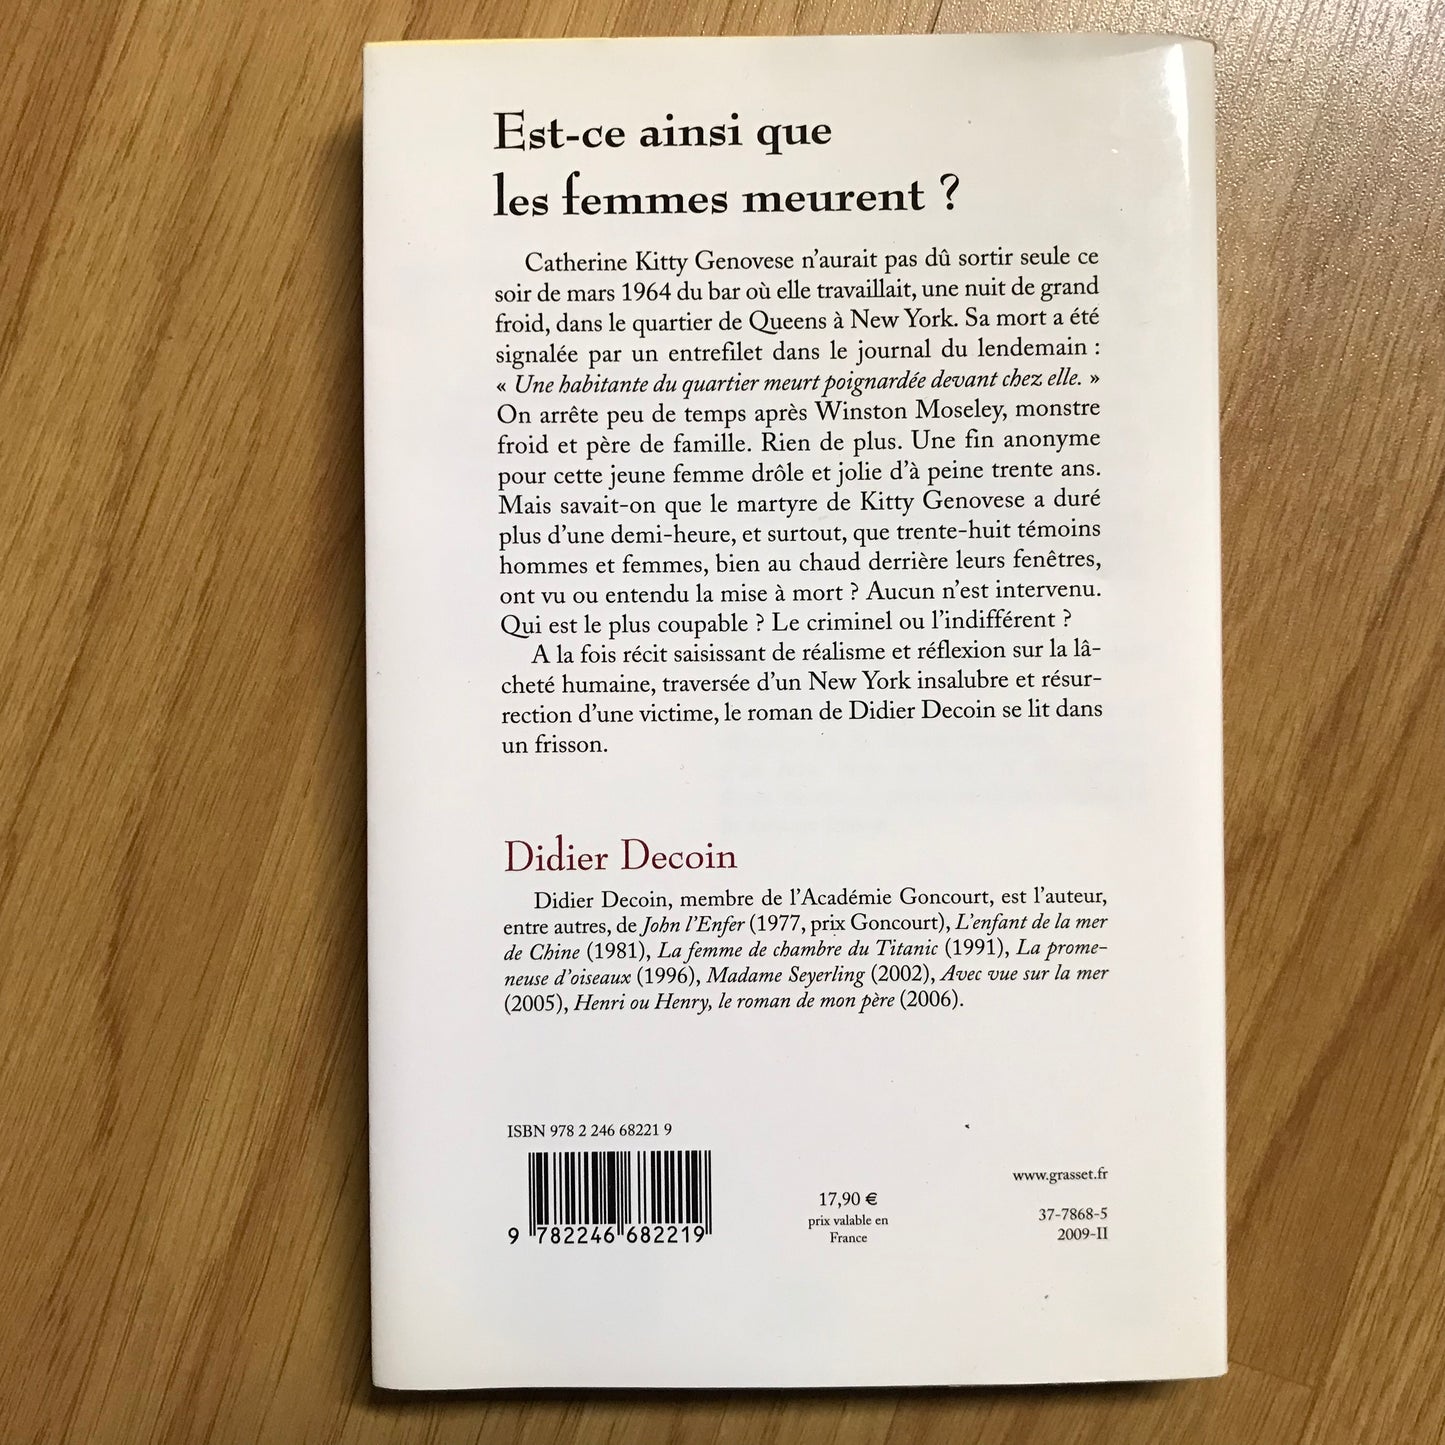 Est-ce ainsi que
les femmes meurent ?
Catherine Kitty Genovese n'aurait pas dû sortir seule ce
soir de mars 1964 du bar où elle travaillait, une nuit de grand
froid, dans le quartier de Queens à New York. Sa mort a été
signalée par un entrefilet dans le journal du lendemain :
« Une habitante du quartier meurt poignardée devant chez elle. »
On arrête peu de temps après Winston Moseley, monstre
froid et père de famille. Rien de plus. Une fin anonyme
pour cette jeune femme drôle et jolie d'à peine trente ans.
Mais savait-on que le martyre de Kitty Genovese a duré
plus d'une demi-heure, et surtout, que trente-huit témoins
hommes et femmes, bien au chaud derrière leurs fenêtres,
ont vu ou entendu la mise à mort ? Aucun n'est intervenu.
Qui est le plus coupable ? Le criminel ou l'indifférent ?
A la fois récit saisissant de réalisme et réflexion sur la lâ-
cheté humaine, traversée d'un New York insalubre et résur-
rection d'une victime, le roman de Didier Decoin se lit dans
un frisson.
Didier Decoin
Didier Decoin, membre de l'Académie Goncourt, est l'auteur,
entre autres, de John l'Enfer (1977, prix Goncourt), L'enfant de la mer
de Chine (1981), La femme de chambre du Titanic (1991), La prome-
neuse d'oiseaux (1996), Madame Seyerling (2002), Avec vue sur la mer
(2005), Henri ou Henry, le roman de mon père (2006).
ISBN 978 2 246 68221 9
9 782246 682219
17,90 €
prix valable en
France
www.grasset.fr
37-7868-5
2009-II